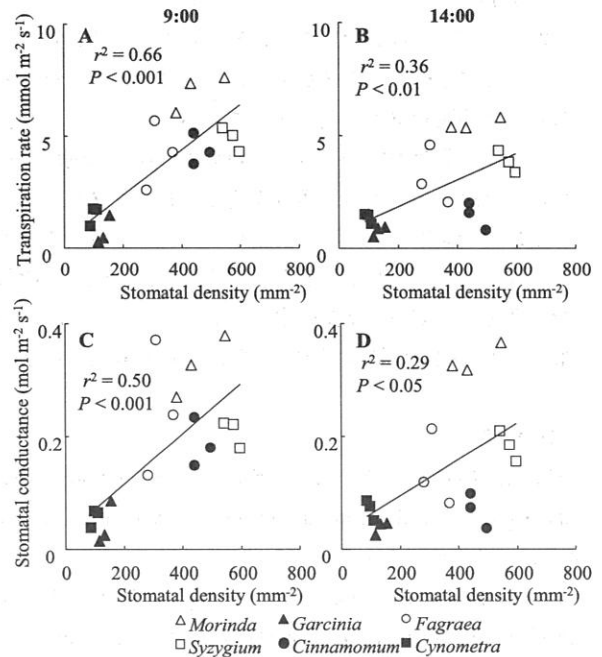 9:00
14:00
A
r² = 0.66
P < 0.001
B
r² = 0.36
P < 0.01
Transpiration rate (mmol m⁻² s⁻¹)
10
5
0
0 200 400 600 800
Stomatal density (mm⁻²)
10
5
0
0 200 400 600 800
Stomatal density (mm⁻²)
C
r² = 0.50
P < 0.001
D
r² = 0.29
P < 0.05
Stomatal conductance (mol m⁻² s⁻¹)
0.4
0.2
0
0 200 400 600 800
Stomatal density (mm⁻²)
0.4
0.2
0
0 200 400 600 800
Stomatal density (mm⁻²)
△ Morinda ▲ Garcinia ○ Fagraea
□ Syzygium ● Cinnamomum ■ Cynometra